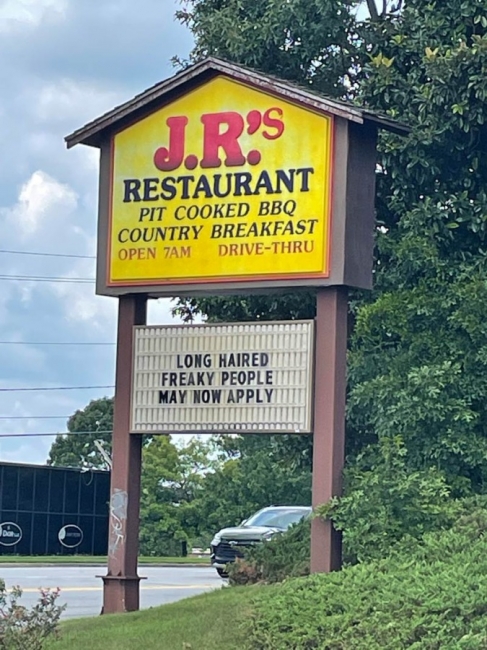 J.R.'s
RESTAURANT
PIT COOKED BBQ
COUNTRY BREAKFAST
OPEN 7AM DRIVE-THRU
LONG HAIRED
FREAKY PEOPLE
MAY NOW APPLY